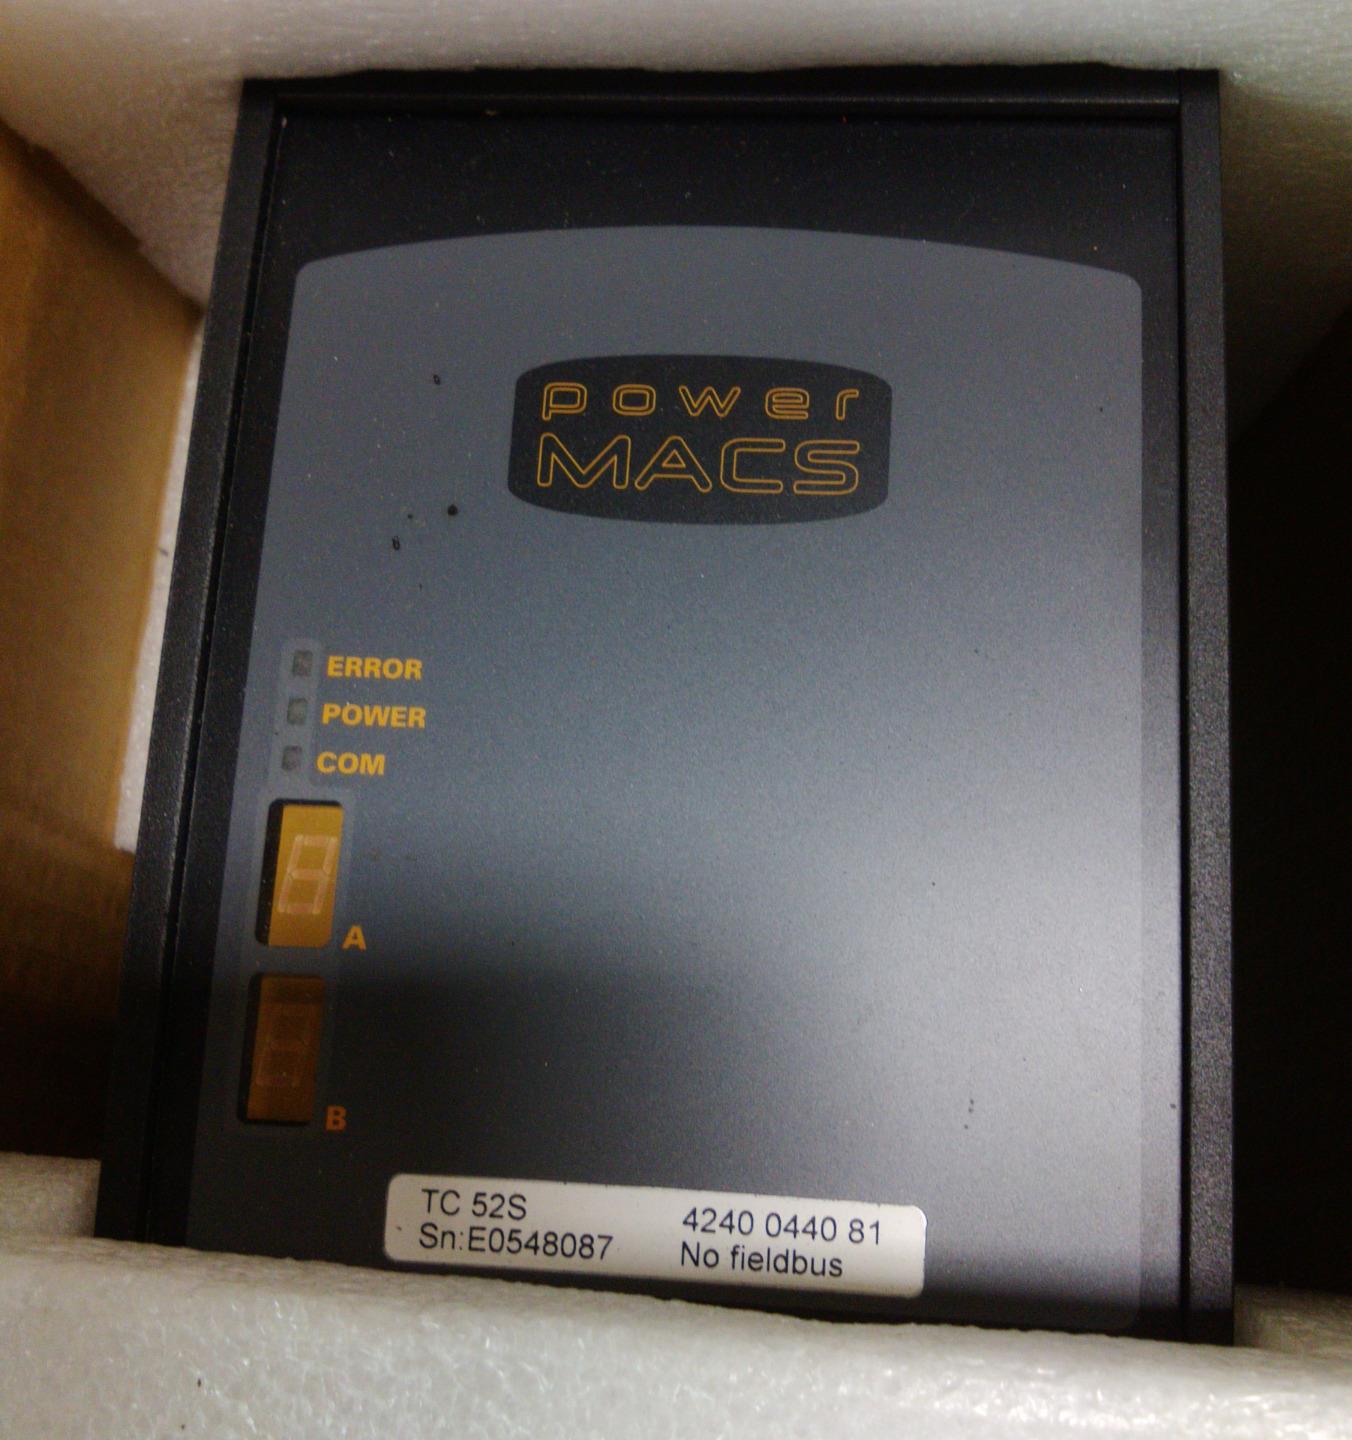 power
MACS
ERROR
POWER
COM
A
B
TC 52S
Sn:E0548087
4240 0440 81
No fieldbus